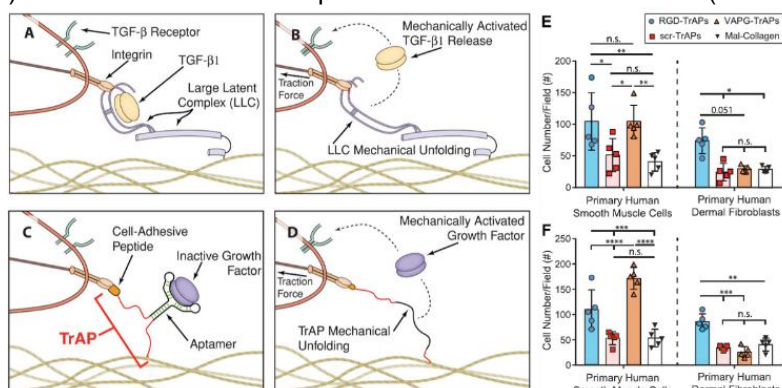 A
TGF-β Receptor
Integrin
TGF-β1
Large Latent
Complex (LLC)
B
Mechanically Activated
TGF-β1 Release
Traction
Force
LLC Mechanical Unfolding
C
Cell-Adhesive
Peptide
Inactive Growth
Factor
TrAP
Aptamer
D
Mechanically Activated
Growth Factor
Traction
Force
TrAP Mechanical
Unfolding
E
RGD-TrAPs
VAPG-TrAPs
scr-TrAPs
Mal-Collagen
Cell Number/Field (#)
200
150
100
50
0
n.s.
**
n.s.
*
*
**
*
0.051
n.s.
Primary Human
Smooth Muscle Cells
Primary Human
Dermal Fibroblasts
F
Cell Number/Field (#)
250
200
150
100
50
0
***
****
****
n.s.
**
***
n.s.
Primary Human
Primary Human